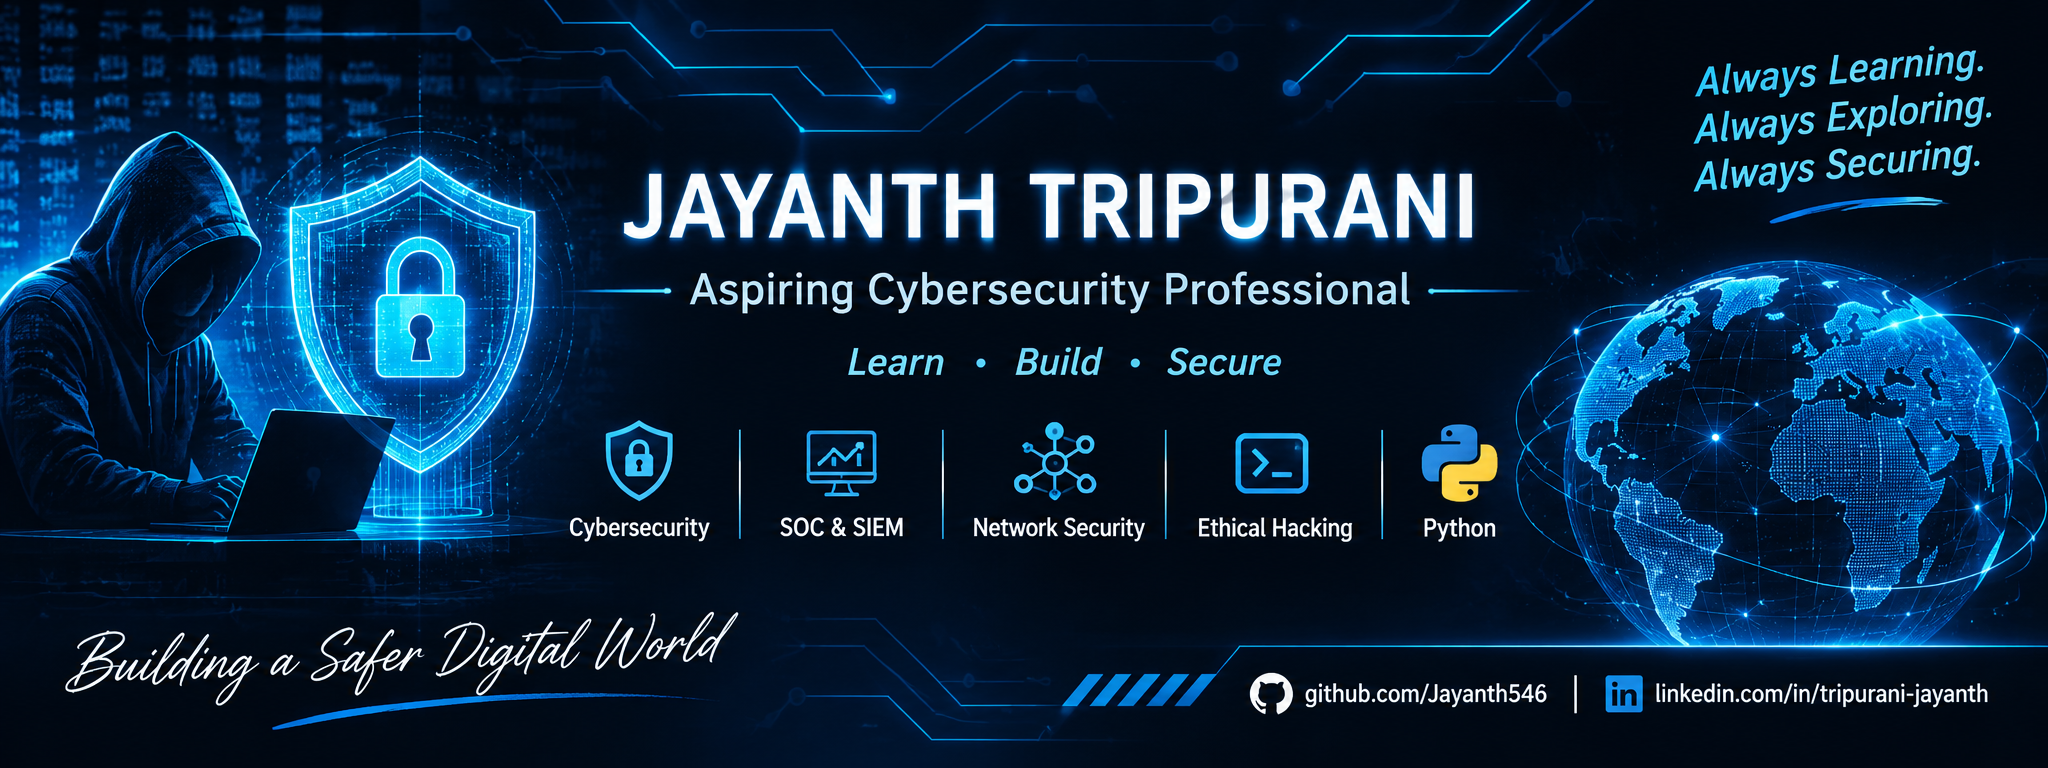 Always Learning.
Always Exploring.
Always Securing.
JAYANTH TRIPURANI
Aspiring Cybersecurity Professional
Learn • Build • Secure
Cybersecurity
SOC & SIEM
Network Security
Ethical Hacking
Python
Building a Safer Digital World
github.com/Jayanth546
in linkedin.com/in/tripurani-jayanth